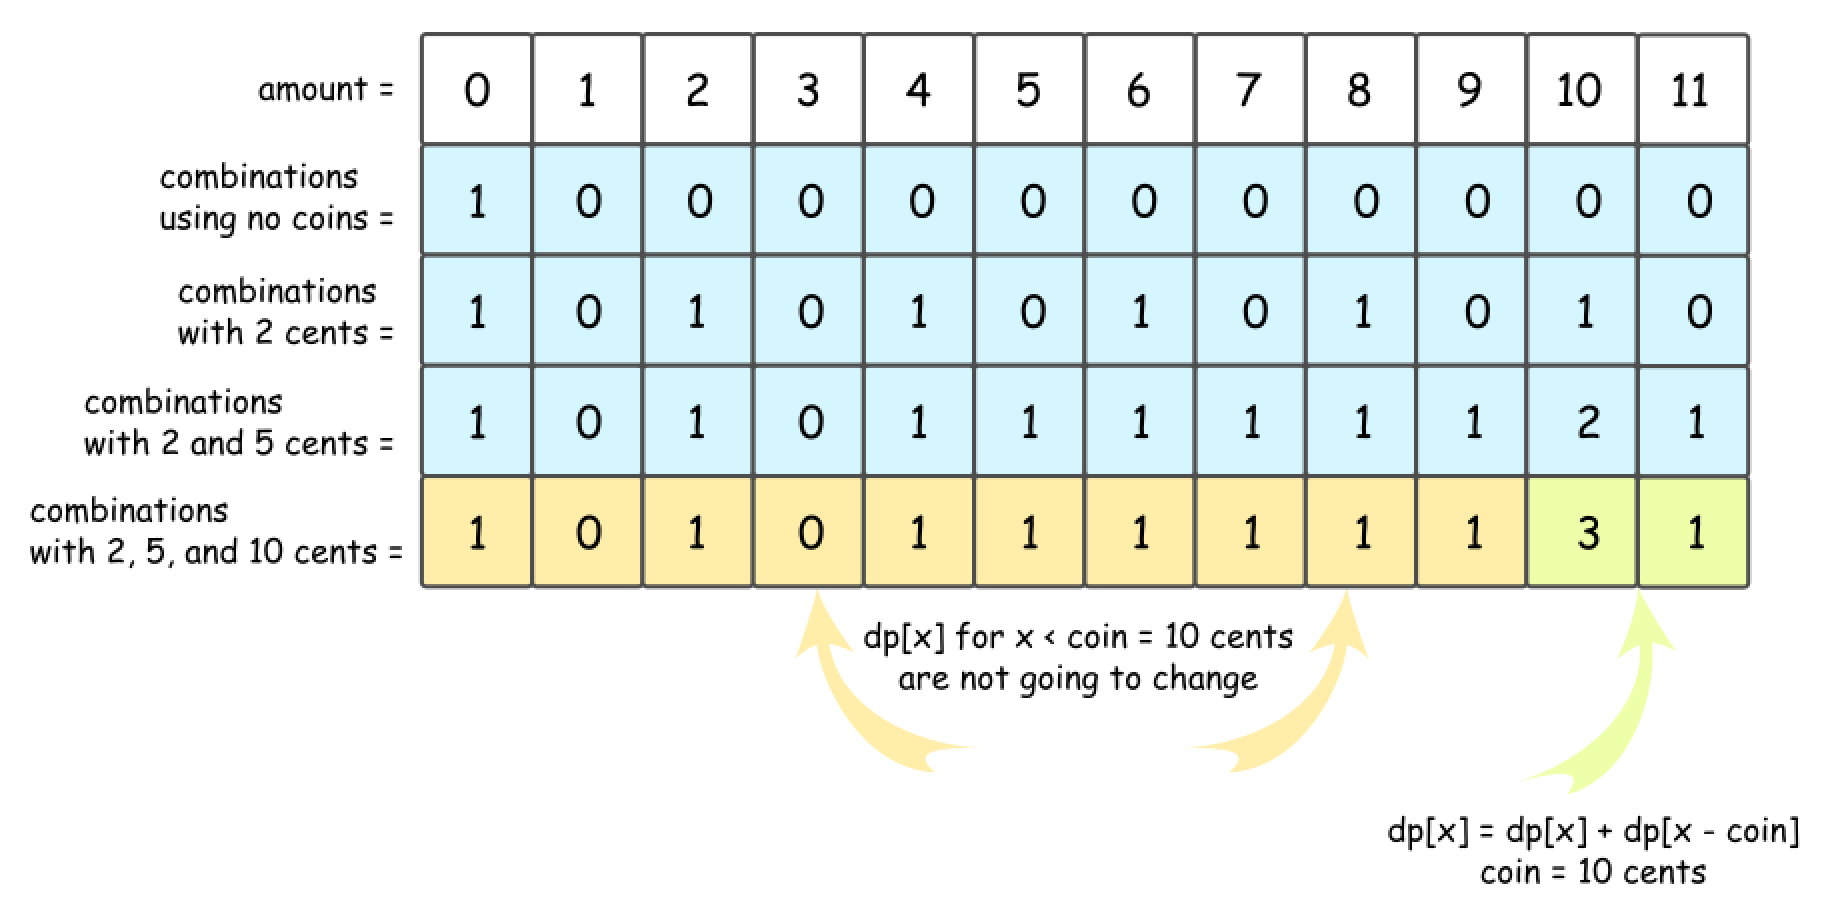 amount = 0 1 2 3 4 5 6 7 8 9 10 11
combinations
using no coins = 1 0 0 0 0 0 0 0 0 0 0 0
combinations
with 2 cents = 1 0 1 0 1 0 1 0 1 0 1 0
combinations
with 2 and 5 cents = 1 0 1 0 1 1 1 1 1 1 2 1
combinations
with 2, 5, and 10 cents = 1 0 1 0 1 1 1 1 1 1 3 1
dp[x] for x < coin = 10 cents
are not going to change
dp[x] = dp[x] + dp[x - coin]
coin = 10 cents